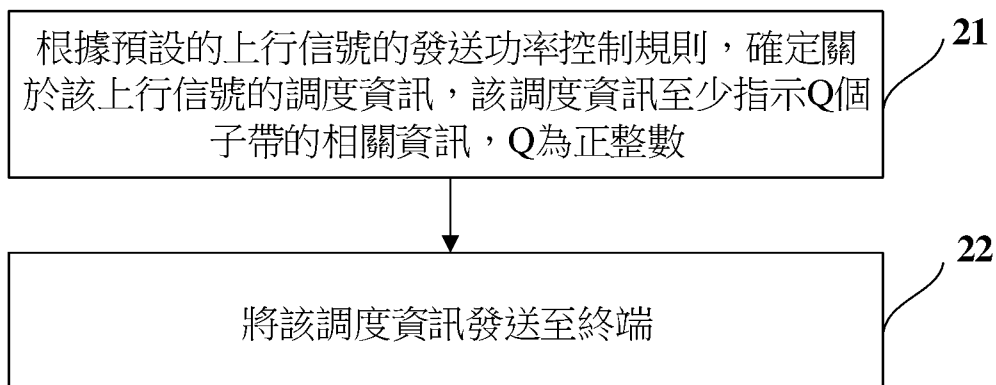 根據預設的上行信號的發送功率控制規則，確定關
於該上行信號的調度資訊，該調度資訊至少指示Q個
子帶的相關資訊，Q為正整數
21
將該調度資訊發送至終端
22